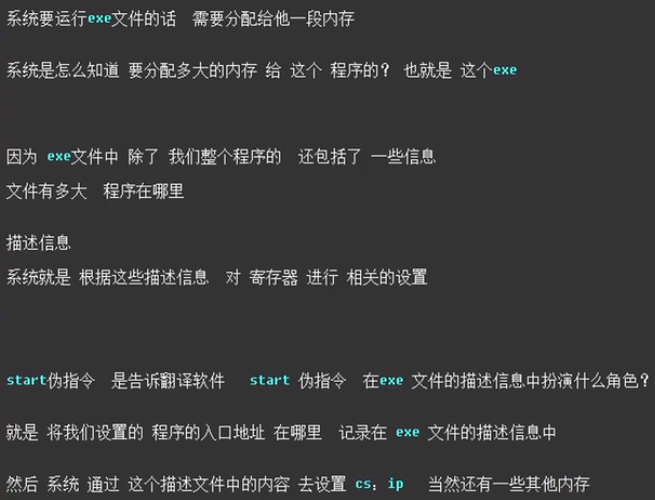 系统要运行exe文件的话 需要分配给他一段内存
系统是怎么知道 要分配多大的内存 给 这个 程序的? 也就是 这个exe
因为 exe文件中 除了 我们整个程序的 还包括了 一些信息
文件有多大 程序在哪里
描述信息
系统就是 根据这些描述信息 对 寄存器 进行 相关的设置
start伪指令 是告诉翻译软件 start 伪指令 在exe 文件的描述信息中扮演什么角色?
就是 将我们设置的 程序的入口地址 在哪里 记录在 exe 文件的描述信息中
然后 系统 通过 这个描述文件中的内容 去设置 cs: ip 当然还有一些其他内存